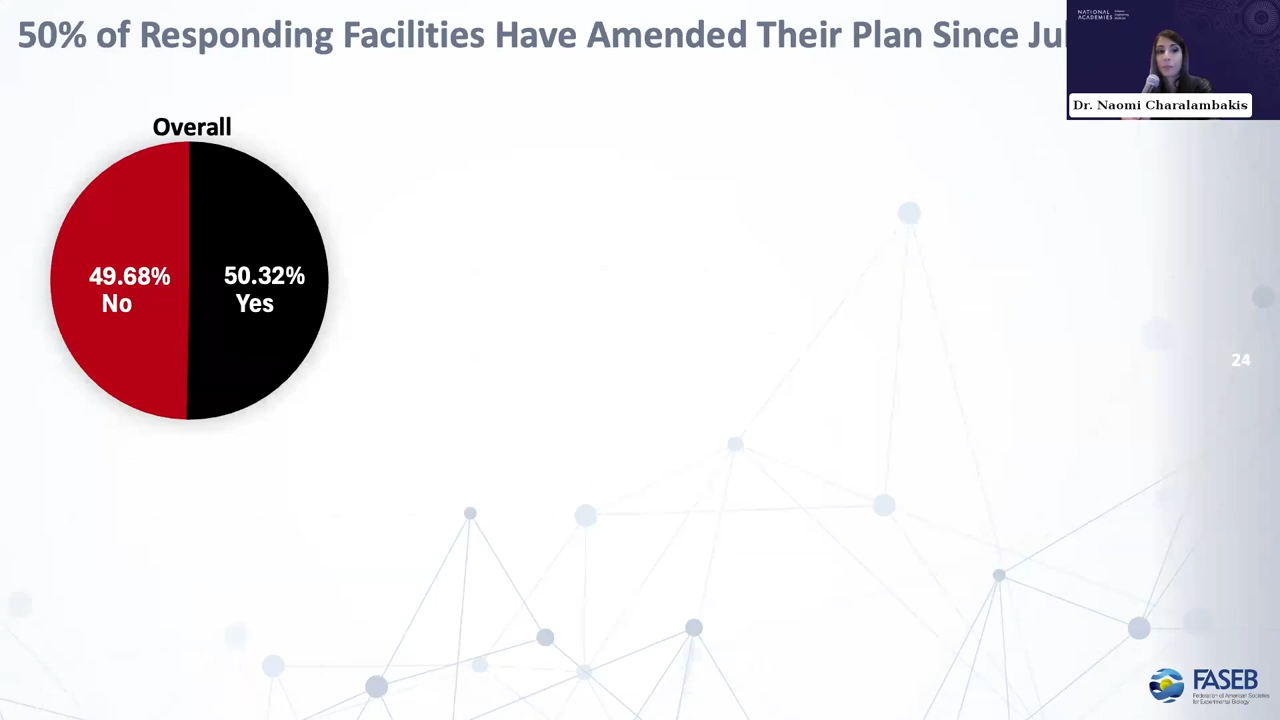 50% of Responding Facilities Have Amended Their Plan Since
NATIONAL
ACADEMIES
Dr. Naomi Charalambakis
Overall
49.68%
No
50.32%
Yes
24
FASEB
Federation of American Societies
for Experimental Biology